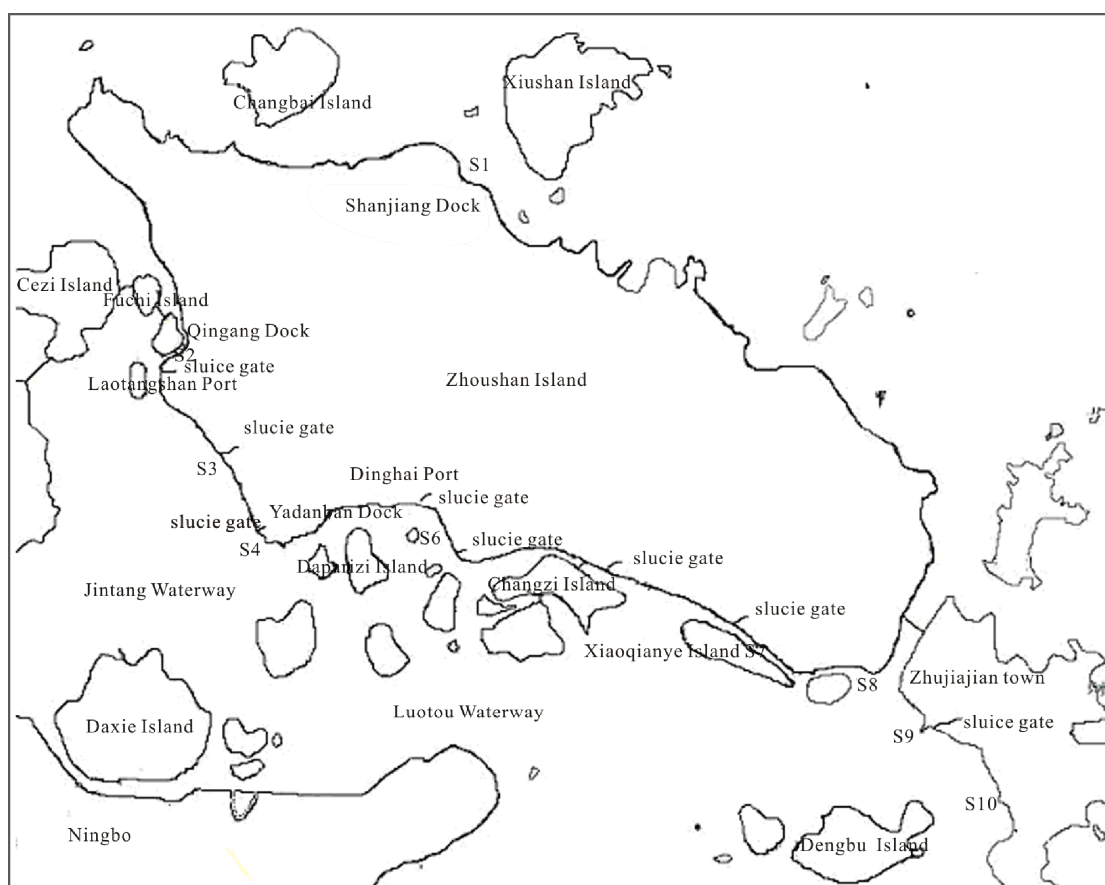 Xiushan Island
Changbai Island
S1
Shanjiang Dock
Cezi Island
Fuchi Island
Qingang Dock
S2
sluice gate
Laotangshan Port
Zhoushan Island
slucie gate
S3
Dinghai Port
slucie gate
Yadanhan Dock
slucie gate
S4
S6
slucie gate
slucie gate
Dapanizi Island
Changzi Island
Jintang Waterway
slucie gate
Xiaoqianye Island S7
S8
Zhujiajian town
Luotou Waterway
Daxie Island
sluice gate
S9
S10
Ningbo
Dengbu Island